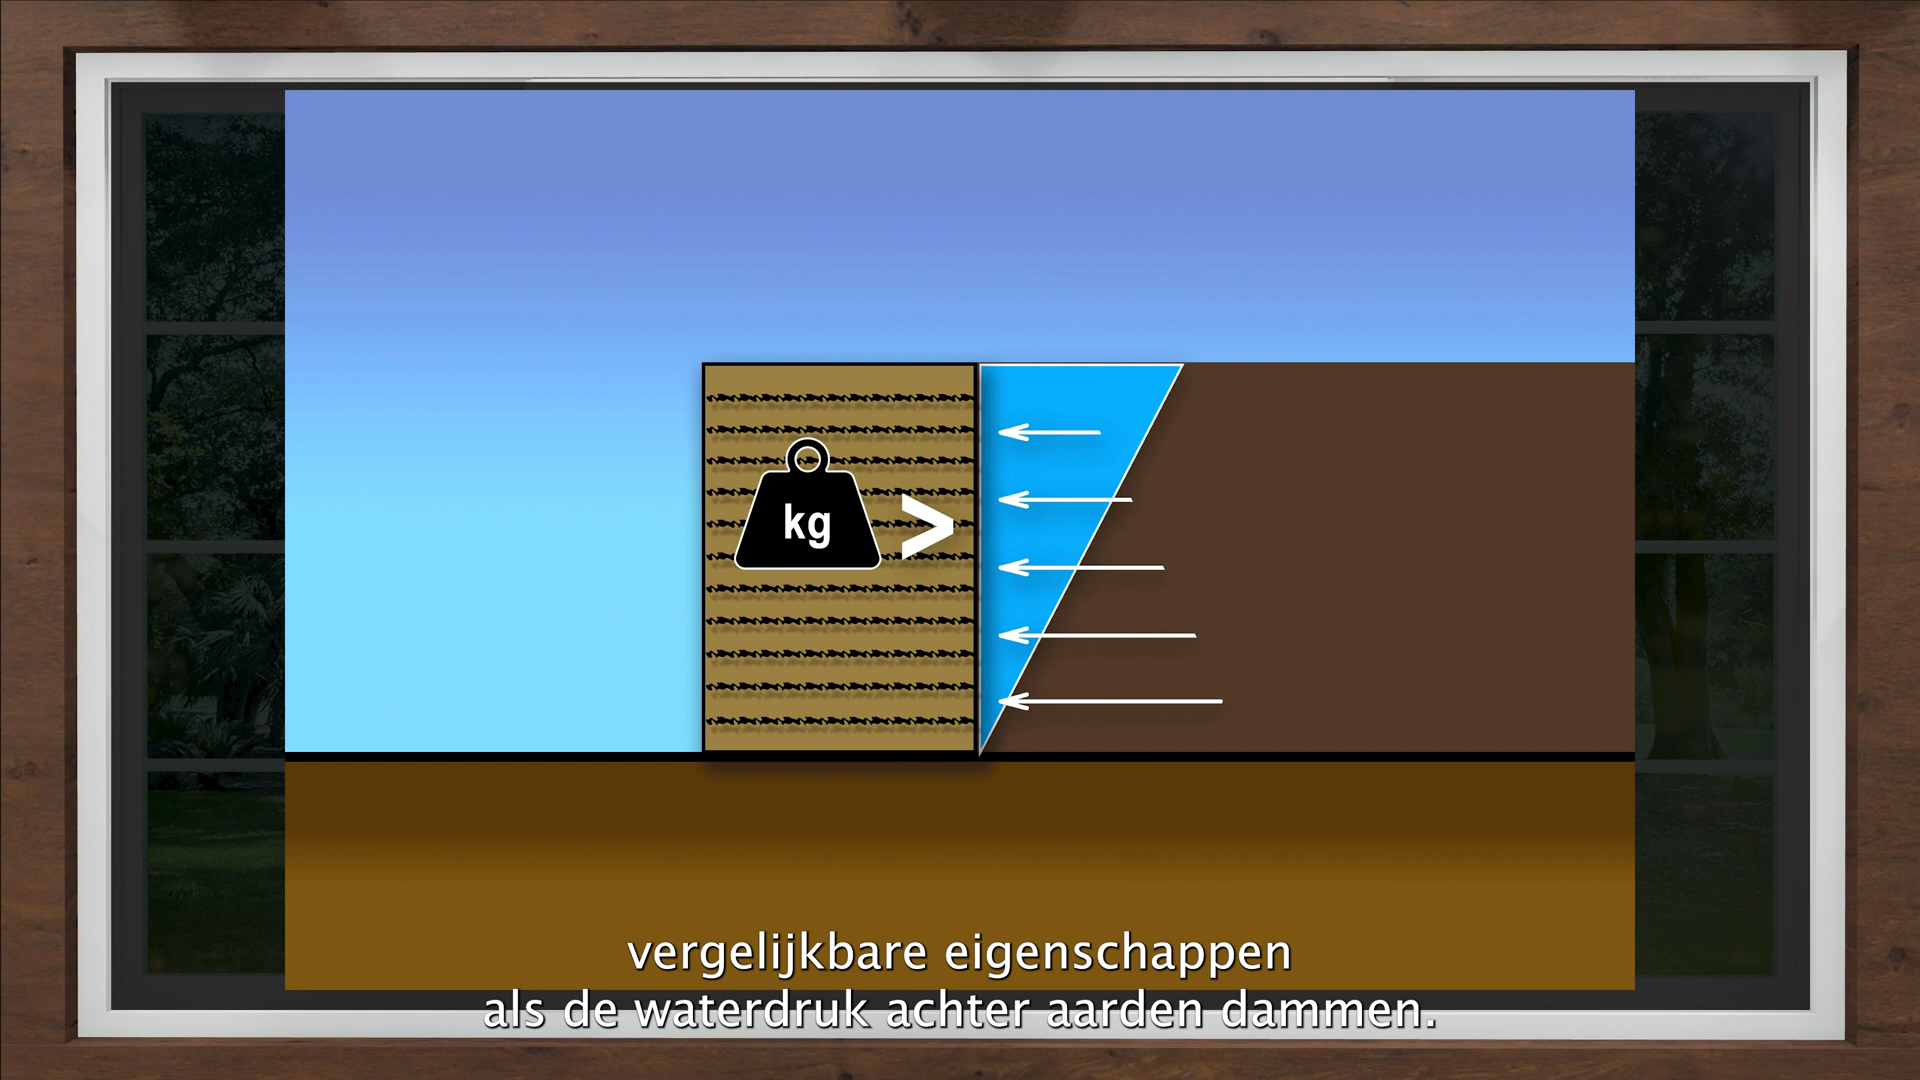 kg >
vergelijkbare eigenschappen
als de waterdruk achter aarden dammen.